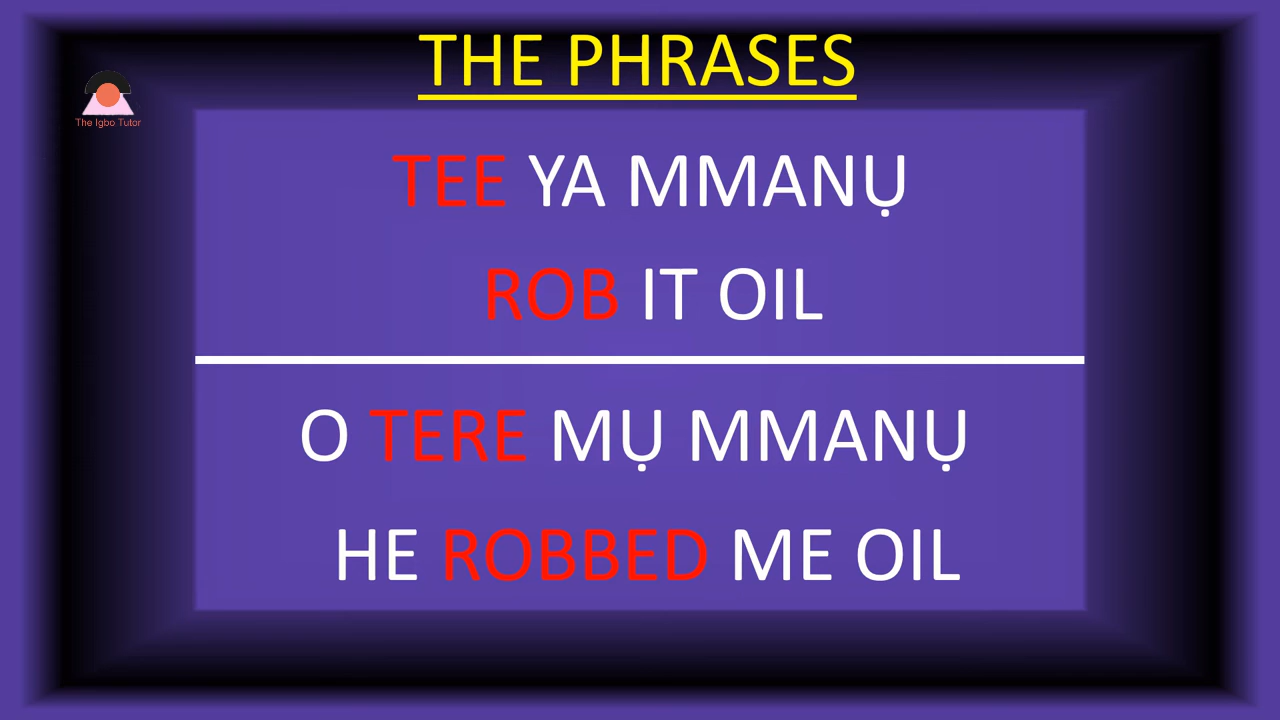 THE PHRASES
The Igbo Tutor
TEE YA MMANỤ
ROB IT OIL
O TERE MỤ MMANỤ
HE ROBBED ME OIL